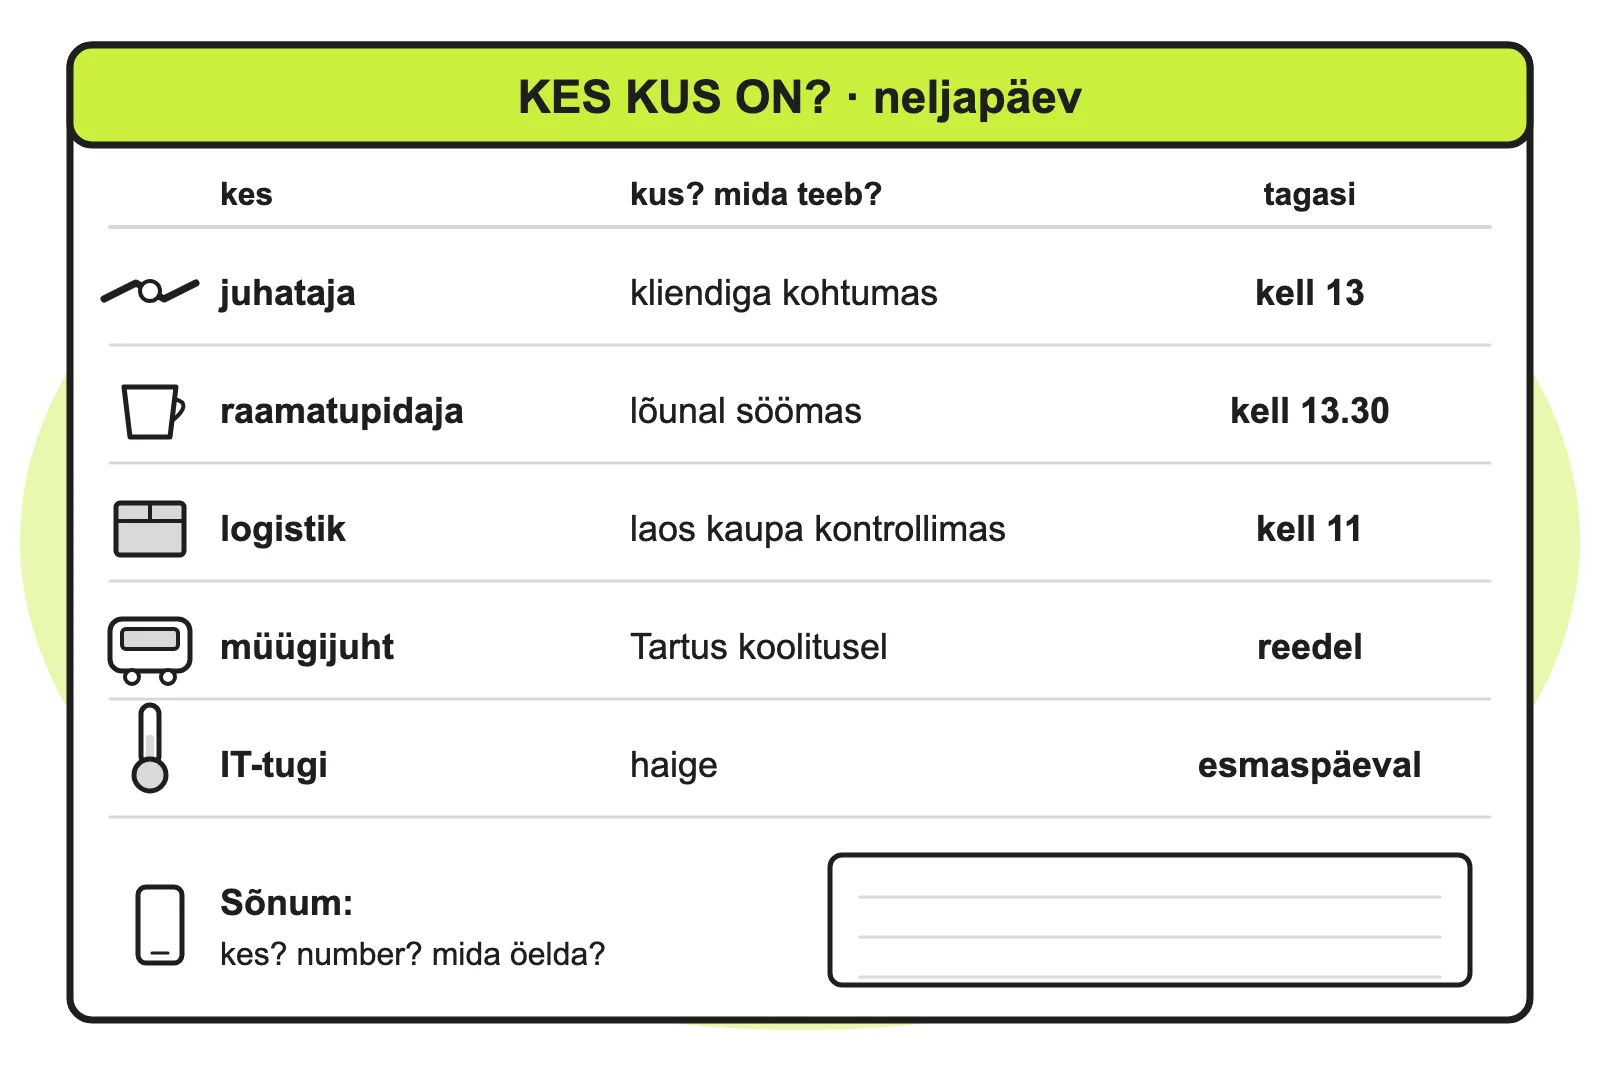 KES KUS ON? · neljapäev
kes kus? mida teeb? tagasi
juhataja kliendiga kohtumas kell 13
raamatupidaja lõunal söömas kell 13.30
logistik laos kaupa kontrollimas kell 11
müügijuht Tartus koolitusel reedel
IT-tugi haige esmaspäeval
Sõnum:
kes? number? mida öelda?